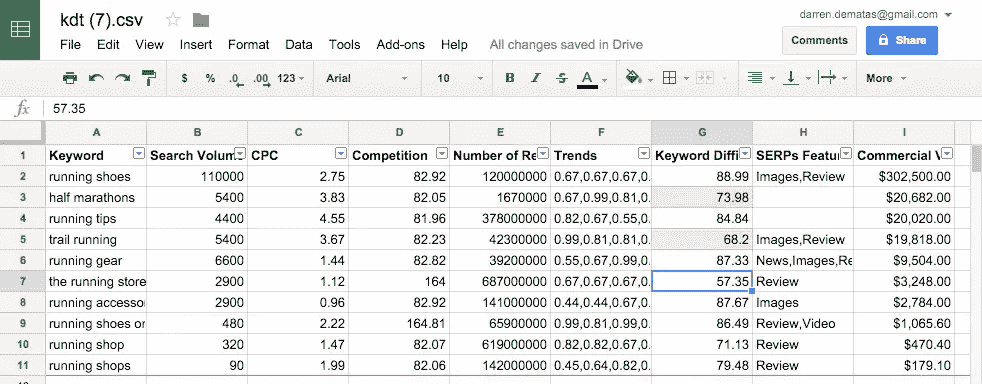 kdt (7).csv
darren.dematas@gmail.com
File Edit View Insert Format Data Tools Add-ons Help All changes saved in Drive
Comments Share
$ % .0 .00 123 Arial 10 B I S A More
fx 57.35
A B C D E F G H I
1 Keyword Search Volum CPC Competition Number of Re Trends Keyword Diffi SERPs Featu Commercial V
2 running shoes 110000 2.75 82.92 120000000 0.67,0.67,0.67,0. 88.99 Images,Review $302,500.00
3 half marathons 5400 3.83 82.05 1670000 0.67,0.99,0.81,0. 73.98 $20,682.00
4 running tips 4400 4.55 81.96 378000000 0.82,0.67,0.55,0. 84.84 $20,020.00
5 trail running 5400 3.67 82.23 42300000 0.99,0.81,0.81,0. 68.2 Images,Review $19,818.00
6 running gear 6600 1.44 82.82 39200000 0.55,0.67,0.99,0. 87.33 News,Images,Re $9,504.00
7 the running store 2900 1.12 164 687000000 0.67,0.67,0.67,0. 57.35 Review $3,248.00
8 running accesso 2900 0.96 82.92 141000000 0.44,0.44,0.67,0. 87.67 Images $2,784.00
9 running shoes or 480 2.22 164.81 65900000 0.99,0.81,0.99,0. 86.49 Review,Video $1,065.60
10 running shop 320 1.47 82.07 619000000 0.82,0.82,0.67,0. 71.13 Review $470.40
11 running shops 90 1.99 82.06 142000000 0.45,0.64,0.82,0. 79.48 Review $179.10